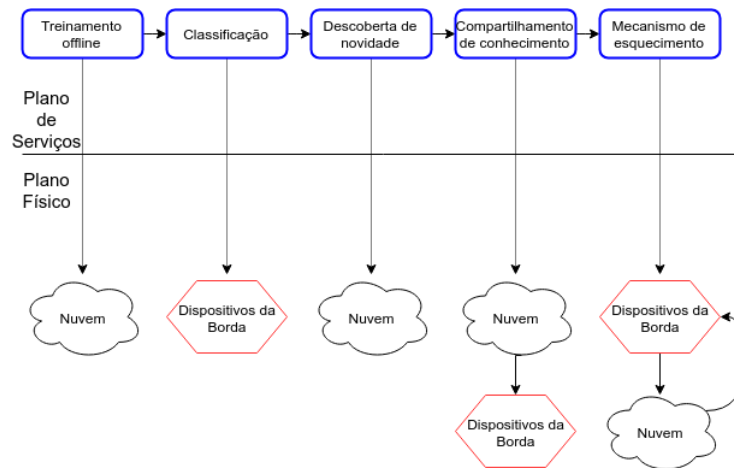 Treinamento
offline
Classificação
Descoberta de
novidade
Compartilhamento
de conhecimento
Mecanismo de
esquecimento
Plano
de
Serviços
Plano
Físico
Nuvem
Dispositivos da
Borda
Nuvem
Nuvem
Dispositivos da
Borda
Dispositivos da
Borda
Nuvem